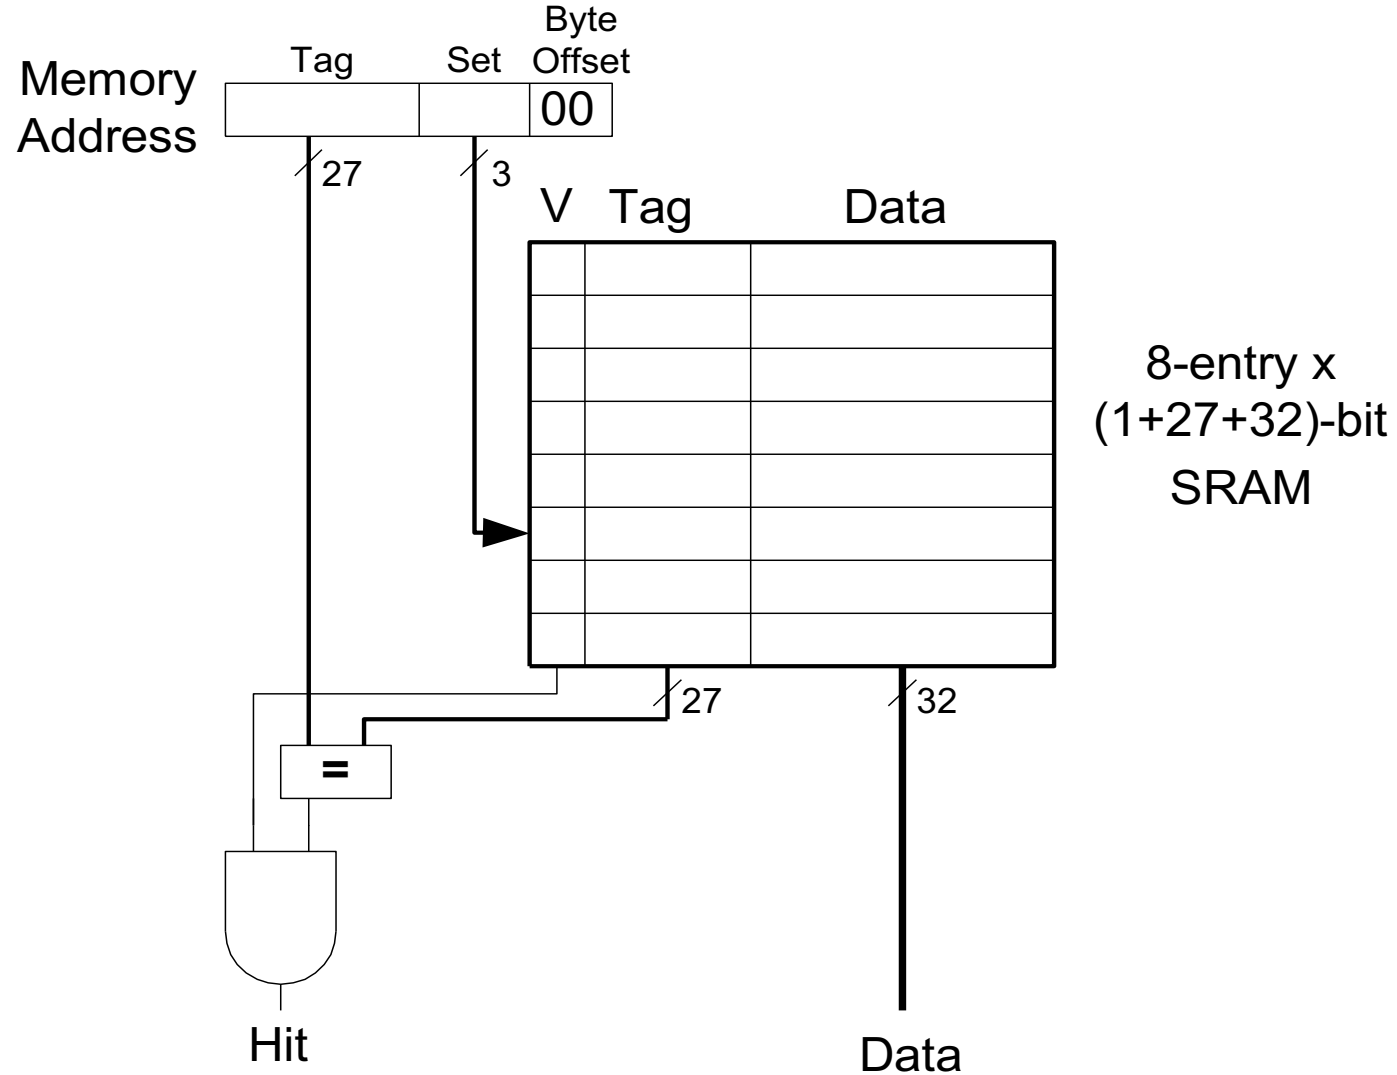 Byte
Tag Set Offset
Memory
Address
00
27 3
V Tag Data
8-entry x
(1+27+32)-bit
SRAM
27 32
=
Hit Data